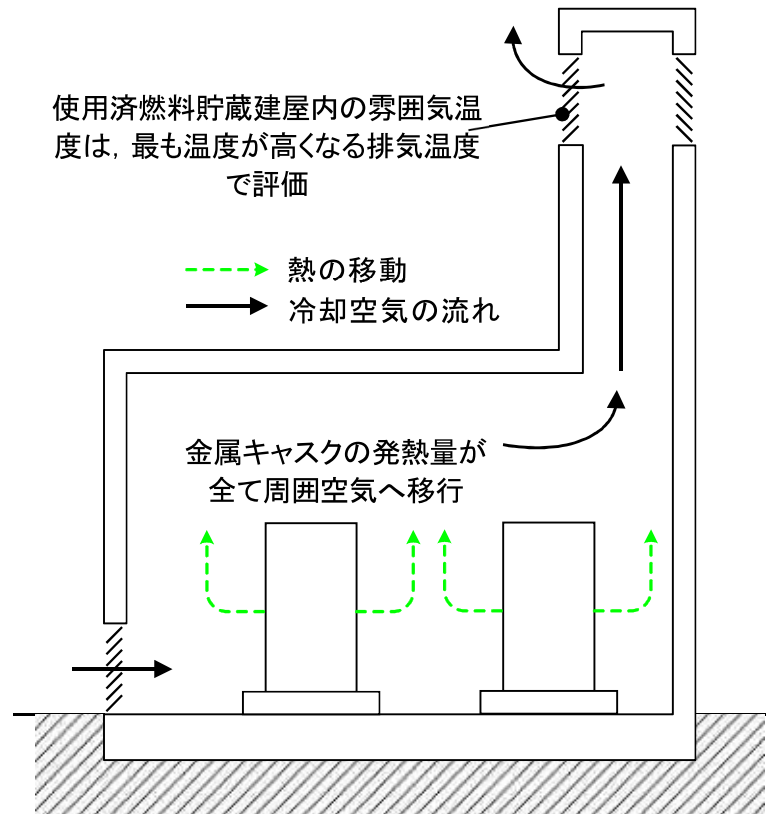 使用済燃料貯蔵建屋内の雰囲気温
度は，最も温度が高くなる排気温度
で評価
熱の移動
冷却空気の流れ
金属キャスクの発熱量が
全て周囲空気へ移行